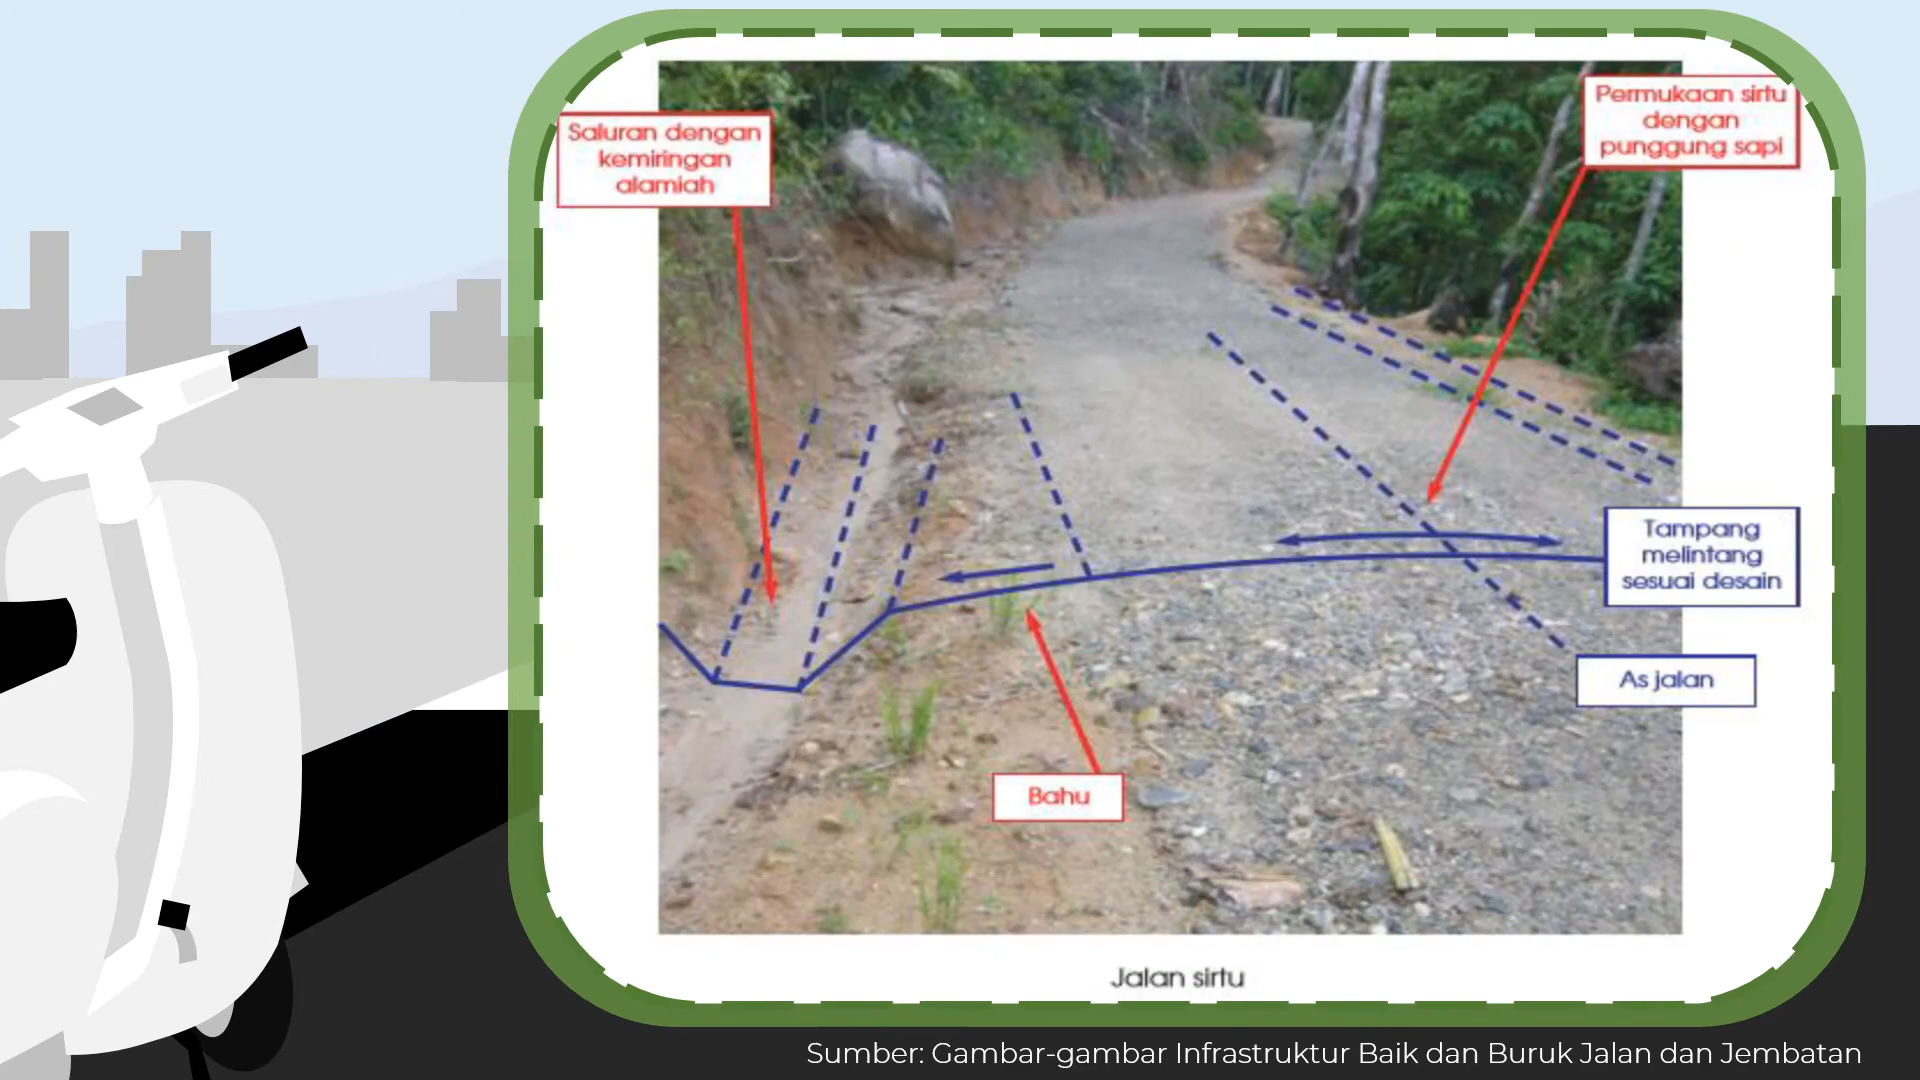 Saluran dengan
kemiringan
alamiah
Permukaan sirtu
dengan
punggung sapi
Tampang
melintang
sesuai desain
As jalan
Bahu
Jalan sirtu
Sumber: Gambar-gambar Infrastruktur Baik dan Buruk Jalan dan Jembatan